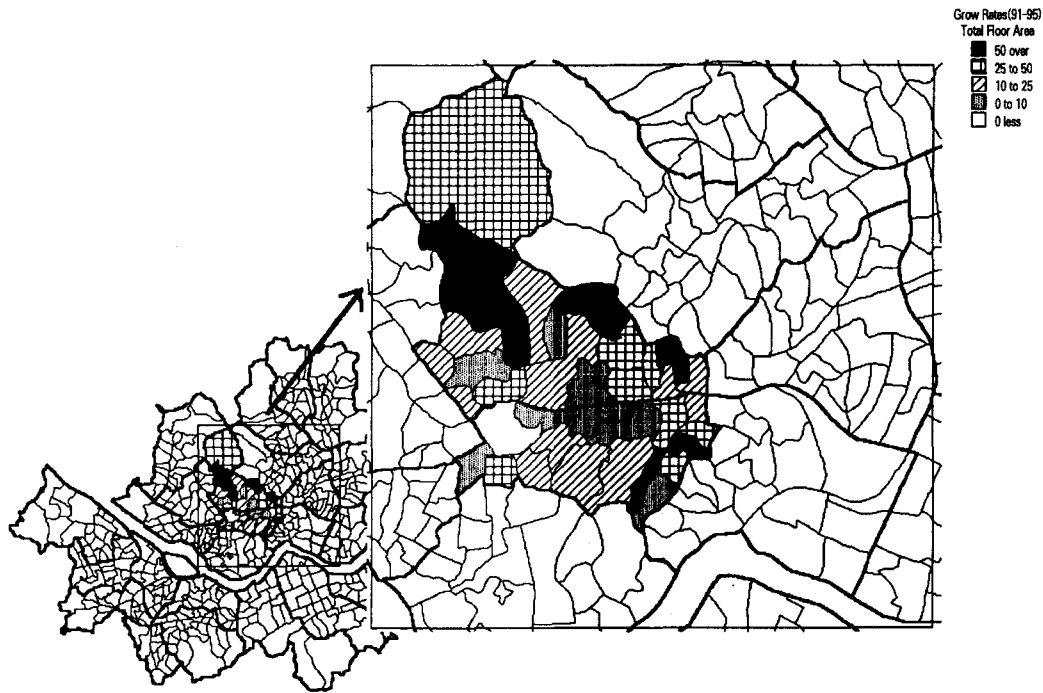 Grow Rates(91-95)
Total Floor Area
50 over
25 to 50
10 to 25
0 to 10
0 less